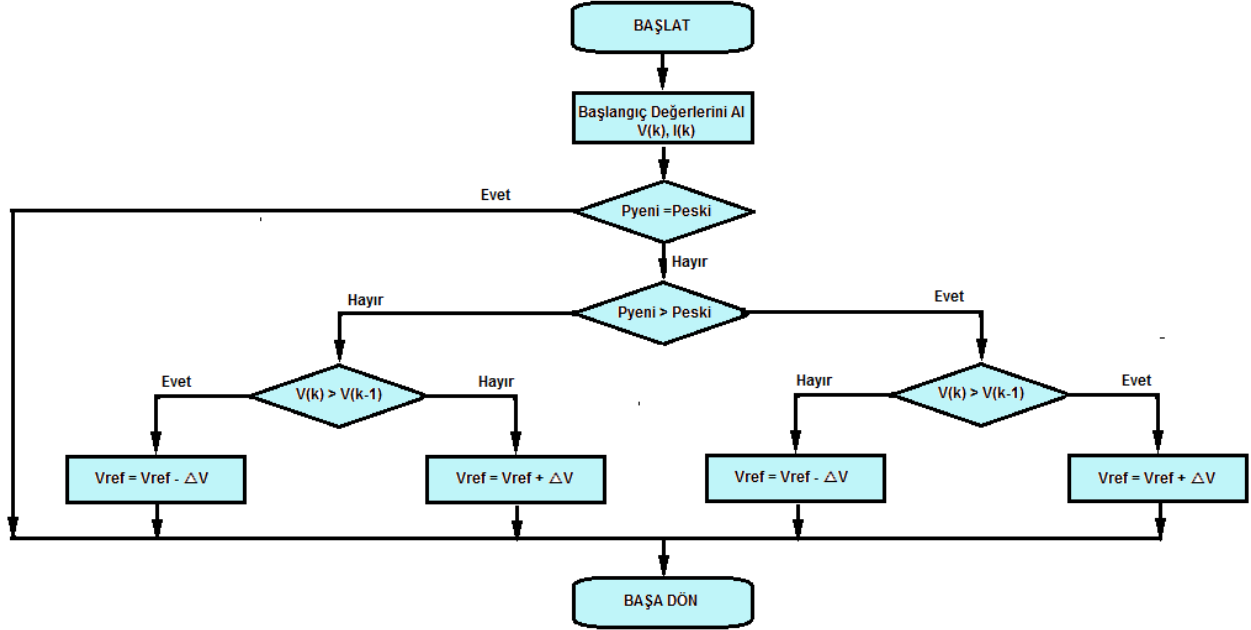 BAŞLAT
Başlangıç Değerlerini Al
V(k), I(k)
Evet
Pyeni =Peski
Hayır
Hayır
Pyeni > Peski
Evet
Evet
V(k) > V(k-1)
Hayır
Hayır
V(k) > V(k-1)
Evet
Vref = Vref - △V
Vref = Vref + △V
Vref = Vref - △V
Vref = Vref + △V
BAŞA DÖN